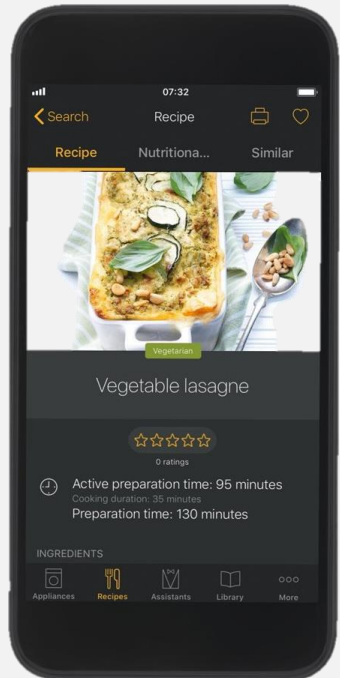 07:32
Search
Recipe
Recipe Nutritiona... Similar
Vegetarian
Vegetable lasagne
0 ratings
Active preparation time: 95 minutes
Cooking duration: 35 minutes
Preparation time: 130 minutes
INGREDIENTS
Appliances Recipes Assistants Library More